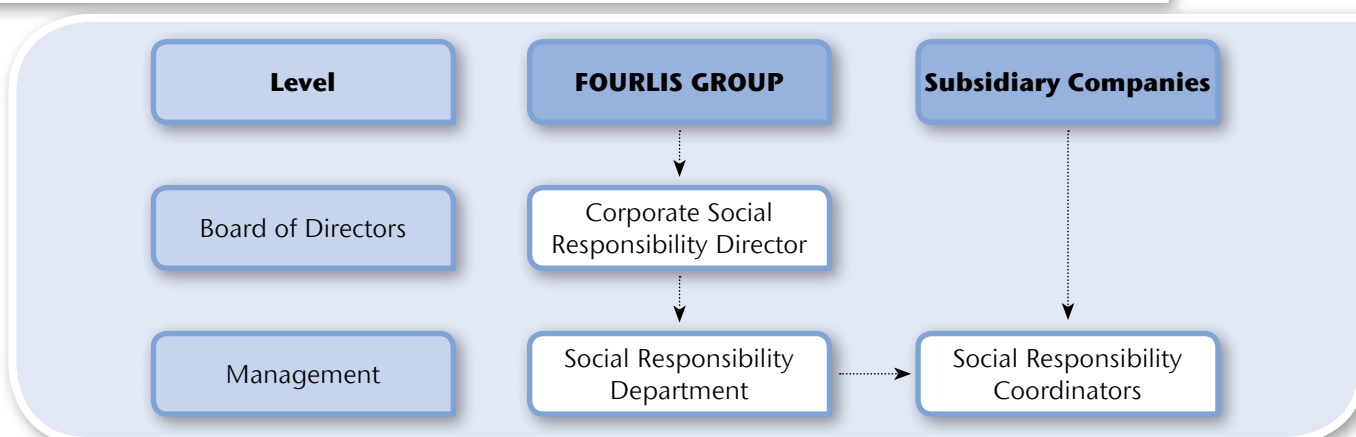 Level
FOURLIS GROUP
Subsidiary Companies
Board of Directors
Corporate Social
Responsibility Director
Management
Social Responsibility
Department
Social Responsibility
Coordinators